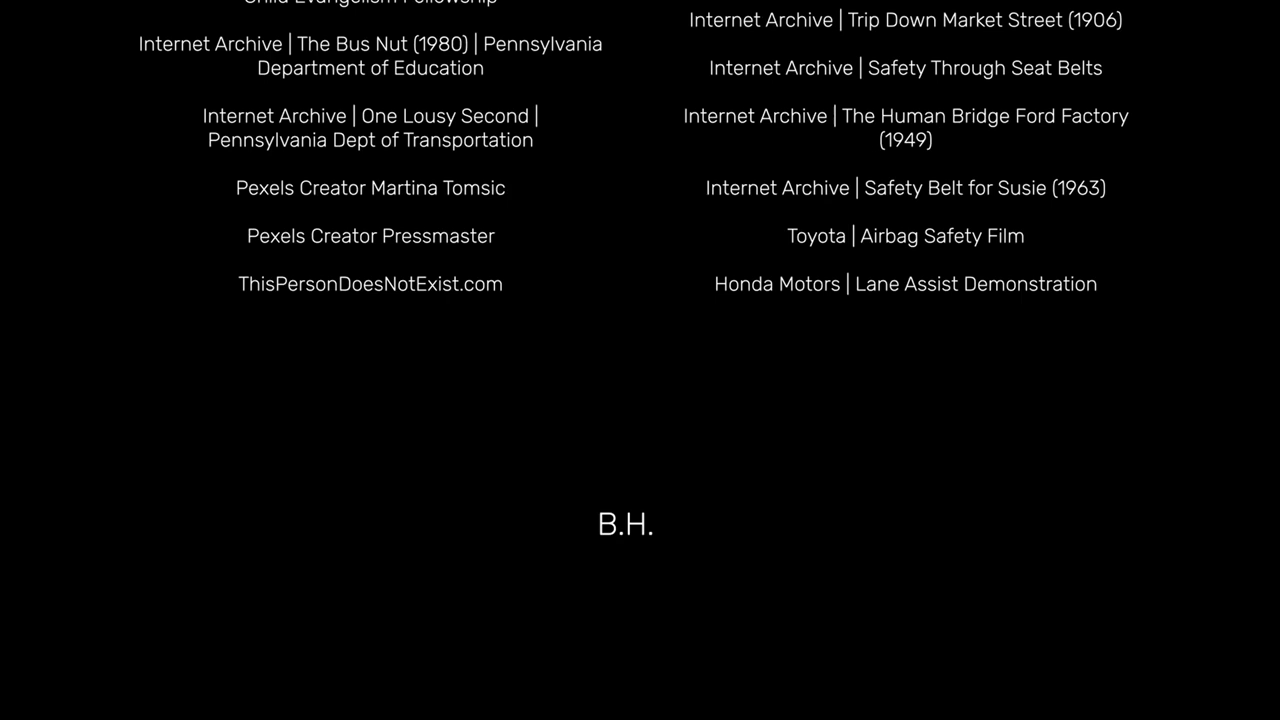 Child Evangelism Fellowship
Internet Archive | The Bus Nut (1980) | Pennsylvania
Department of Education
Internet Archive | One Lousy Second |
Pennsylvania Dept of Transportation
Pexels Creator Martina Tomsic
Pexels Creator Pressmaster
ThisPersonDoesNotExist.com
Internet Archive | Trip Down Market Street (1906)
Internet Archive | Safety Through Seat Belts
Internet Archive | The Human Bridge Ford Factory
(1949)
Internet Archive | Safety Belt for Susie (1963)
Toyota | Airbag Safety Film
Honda Motors | Lane Assist Demonstration
B.H.